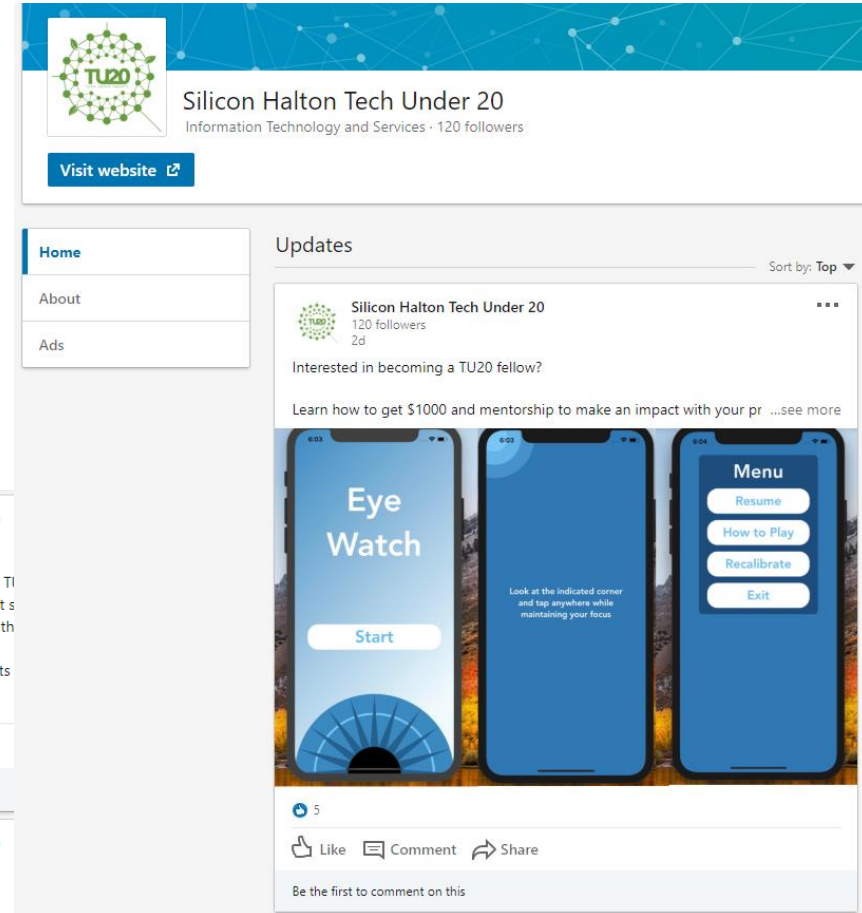 TU20
Silicon Halton Tech Under 20
Information Technology and Services · 120 followers
Visit website
Home
About
Ads
Updates
Sort by: Top
TU20
Silicon Halton Tech Under 20
120 followers
2d
Interested in becoming a TU20 fellow?
Learn how to get $1000 and mentorship to make an impact with your pr ...see more
6:03
Eye
Watch
Start
6:03
Look at the indicated corner
and tap anywhere while
maintaining your focus
6:04
Menu
Resume
How to Play
Recalibrate
Exit
5
Like
Comment
Share
Be the first to comment on this
t s
th
ts